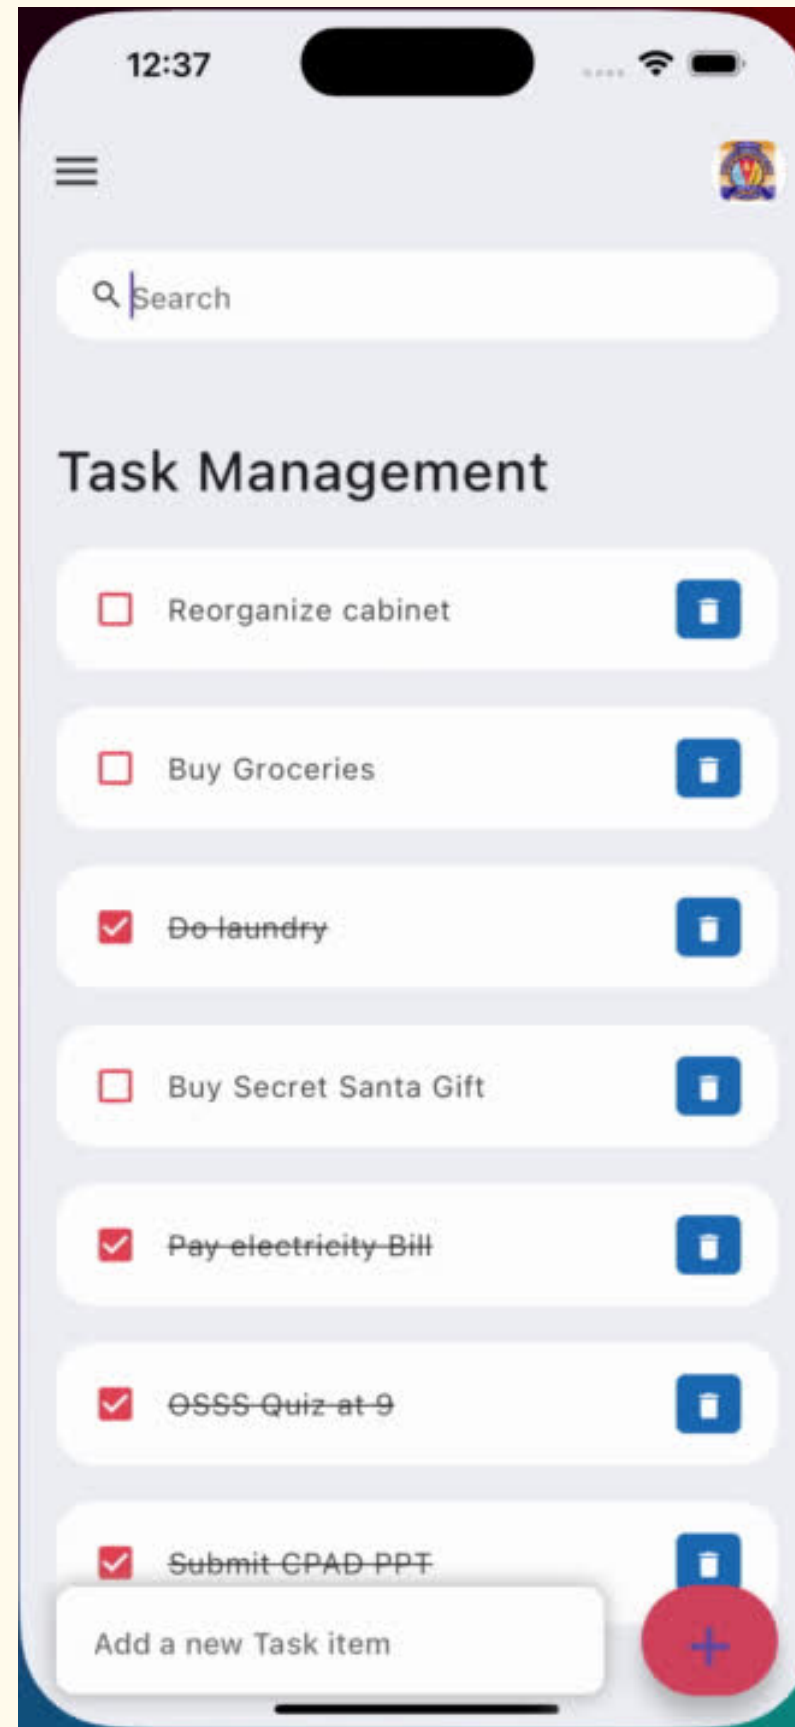 12:37
Search
Task Management
Reorganize cabinet
Buy Groceries
Do laundry
Buy Secret Santa Gift
Pay electricity Bill
OSSS Quiz at 9
Submit CPAD PPT
Add a new Task item
+